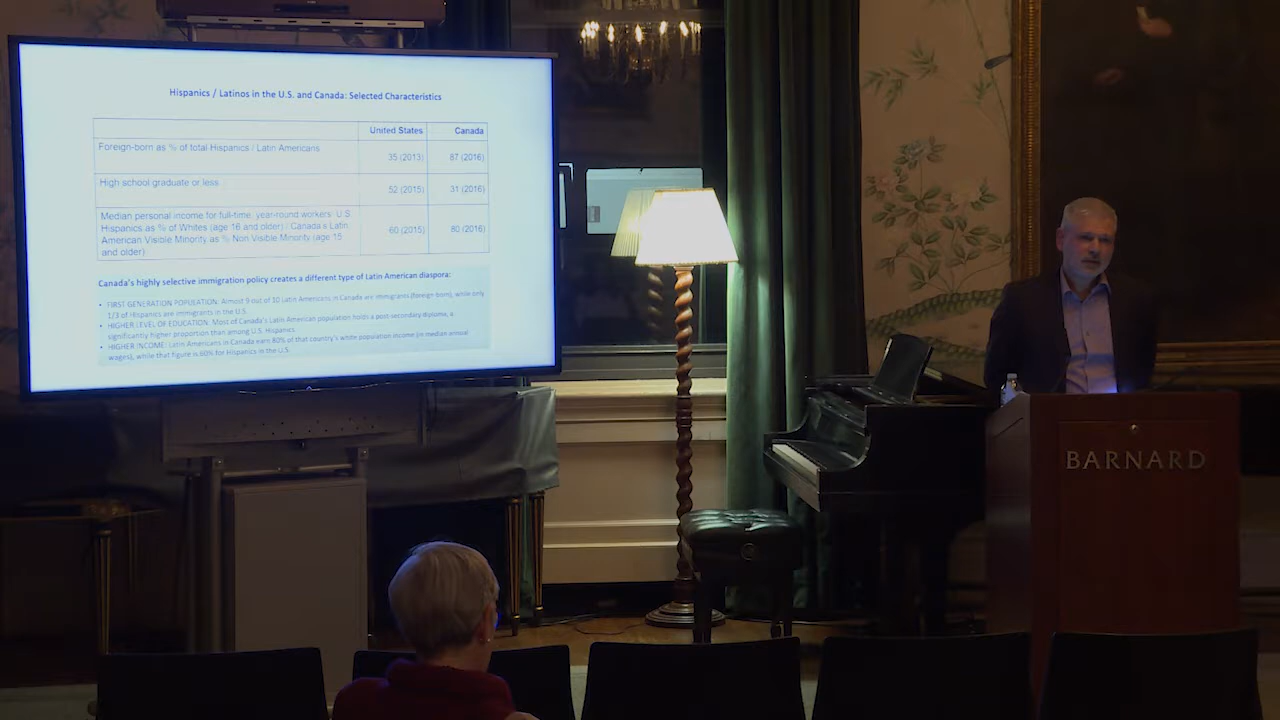 Hispanics / Latinos in the U.S. and Canada: Selected Characteristics
United States Canada
Foreign-born as % of total Hispanics / Latin Americans 35 (2013) 87 (2016)
High school graduate or less 52 (2015) 31 (2016)
Median personal income for full-time, year-round workers: U.S.
Hispanics as % of Whites (age 16 and older) / Canada's Latin
American Visible Minority as % Non Visible Minority (age 15
and older) 60 (2015) 80 (2016)
Canada's highly selective immigration policy creates a different type of Latin American diaspora:
• FIRST GENERATION POPULATION: Almost 9 out of 10 Latin Americans in Canada are immigrants (foreign born), while only
1/3 of Hispanics are immigrants in the U.S.
• HIGHER LEVEL OF EDUCATION: Most of Canada's Latin American population holds a post secondary diploma, a
significantly higher proportion than among U.S. Hispanics.
• HIGHER INCOME: Latin Americans in Canada earn 80% of that country's white population income (in median annual
wages), while that figure is 60% for Hispanics in the U.S.
BARNARD